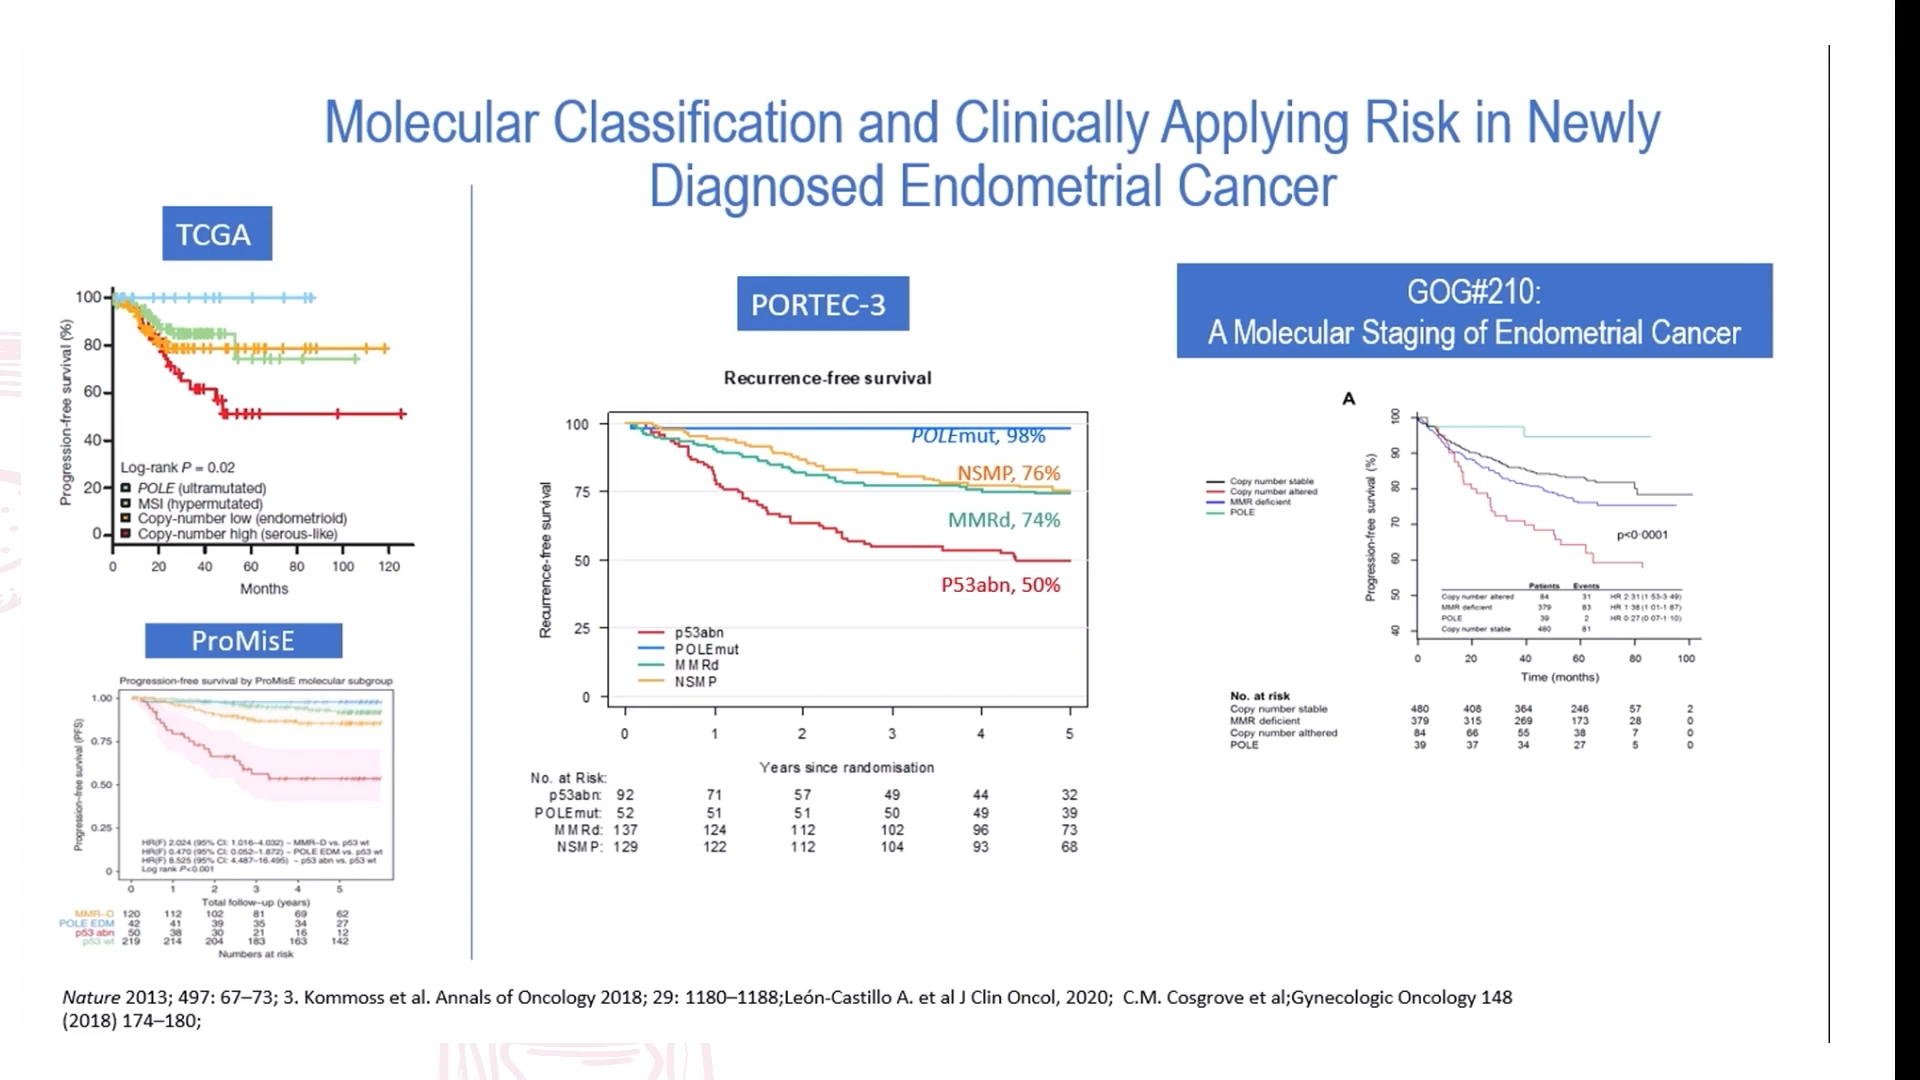 Molecular Classification and Clinically Applying Risk in Newly
Diagnosed Endometrial Cancer
TCGA
Progression-free survival (%)
100
80
60
40
20
0
Log-rank P = 0.02
POLE (ultramutated)
MSI (hypermutated)
Copy-number low (endometrioid)
Copy-number high (serous-like)
0 20 40 60 80 100 120
Months
ProMisE
Progression-free survival by ProMisE molecular subgroup
Progression-free survival (PFS)
1.00
0.75
0.50
0.25
0
HR(F) 2.024 (95% CI: 1.016–4.032) – MMR–D vs. p53 wt
HR(F) 0.470 (95% CI: 0.052–1.872) – POLE EDM vs. p53 wt
HR(F) 8.525 (95% CI: 4.487–16.495) – p53 abn vs. p53 wt
Log rank P<0.001
0 1 2 3 4 5
Total follow–up (years)
MMR–D 120 112 102 81 69 62
POLE EDM 42 41 39 35 34 27
p53 abn 50 38 30 21 16 12
p53 wt 219 214 204 183 163 142
Numbers at risk
PORTEC-3
Recurrence-free survival
Recurrence-free survival
100
75
50
25
0
POLEmut, 98%
NSMP, 76%
MMRd, 74%
P53abn, 50%
p53abn
POLEmut
MMRd
NSMP
0 1 2 3 4 5
Years since randomisation
No. at Risk:
p53abn: 92 71 57 49 44 32
POLEmut: 52 51 51 50 49 39
MMRd: 137 124 112 102 96 73
NSMP: 129 122 112 104 93 68
GOG#210:
A Molecular Staging of Endometrial Cancer
A
Copy number stable
Copy number altered
MMR deficient
POLE
Progression-free survival (%)
100
90
80
70
60
50
40
p<0·0001
Patients Events
Copy number altered 84 31 HR 2·31 (1·53-3·49)
MMR deficient 379 83 HR 1·38 (1·01-1·87)
POLE 39 2 HR 0·27 (0·07-1·10)
Copy number stable 480 81
0 20 40 60 80 100
Time (months)
No. at risk
Copy number stable 480 408 364 246 57 2
MMR deficient 379 315 269 173 28 0
Copy number althered 84 66 55 38 7 0
POLE 39 37 34 27 5 0
Nature 2013; 497: 67–73; 3. Kommoss et al. Annals of Oncology 2018; 29: 1180–1188;León-Castillo A. et al J Clin Oncol, 2020; C.M. Cosgrove et al;Gynecologic Oncology 148
(2018) 174–180;